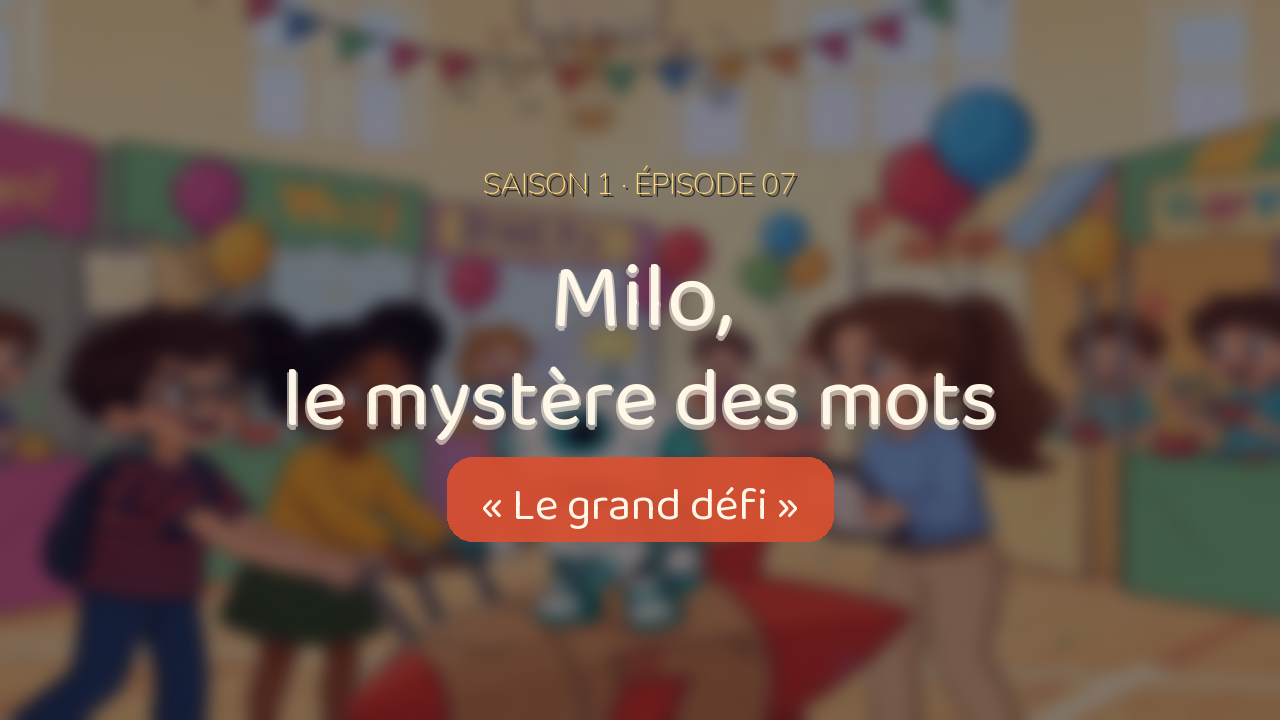 SAISON 1 · ÉPISODE 07
Milo,
le mystère des mots
« Le grand défi »